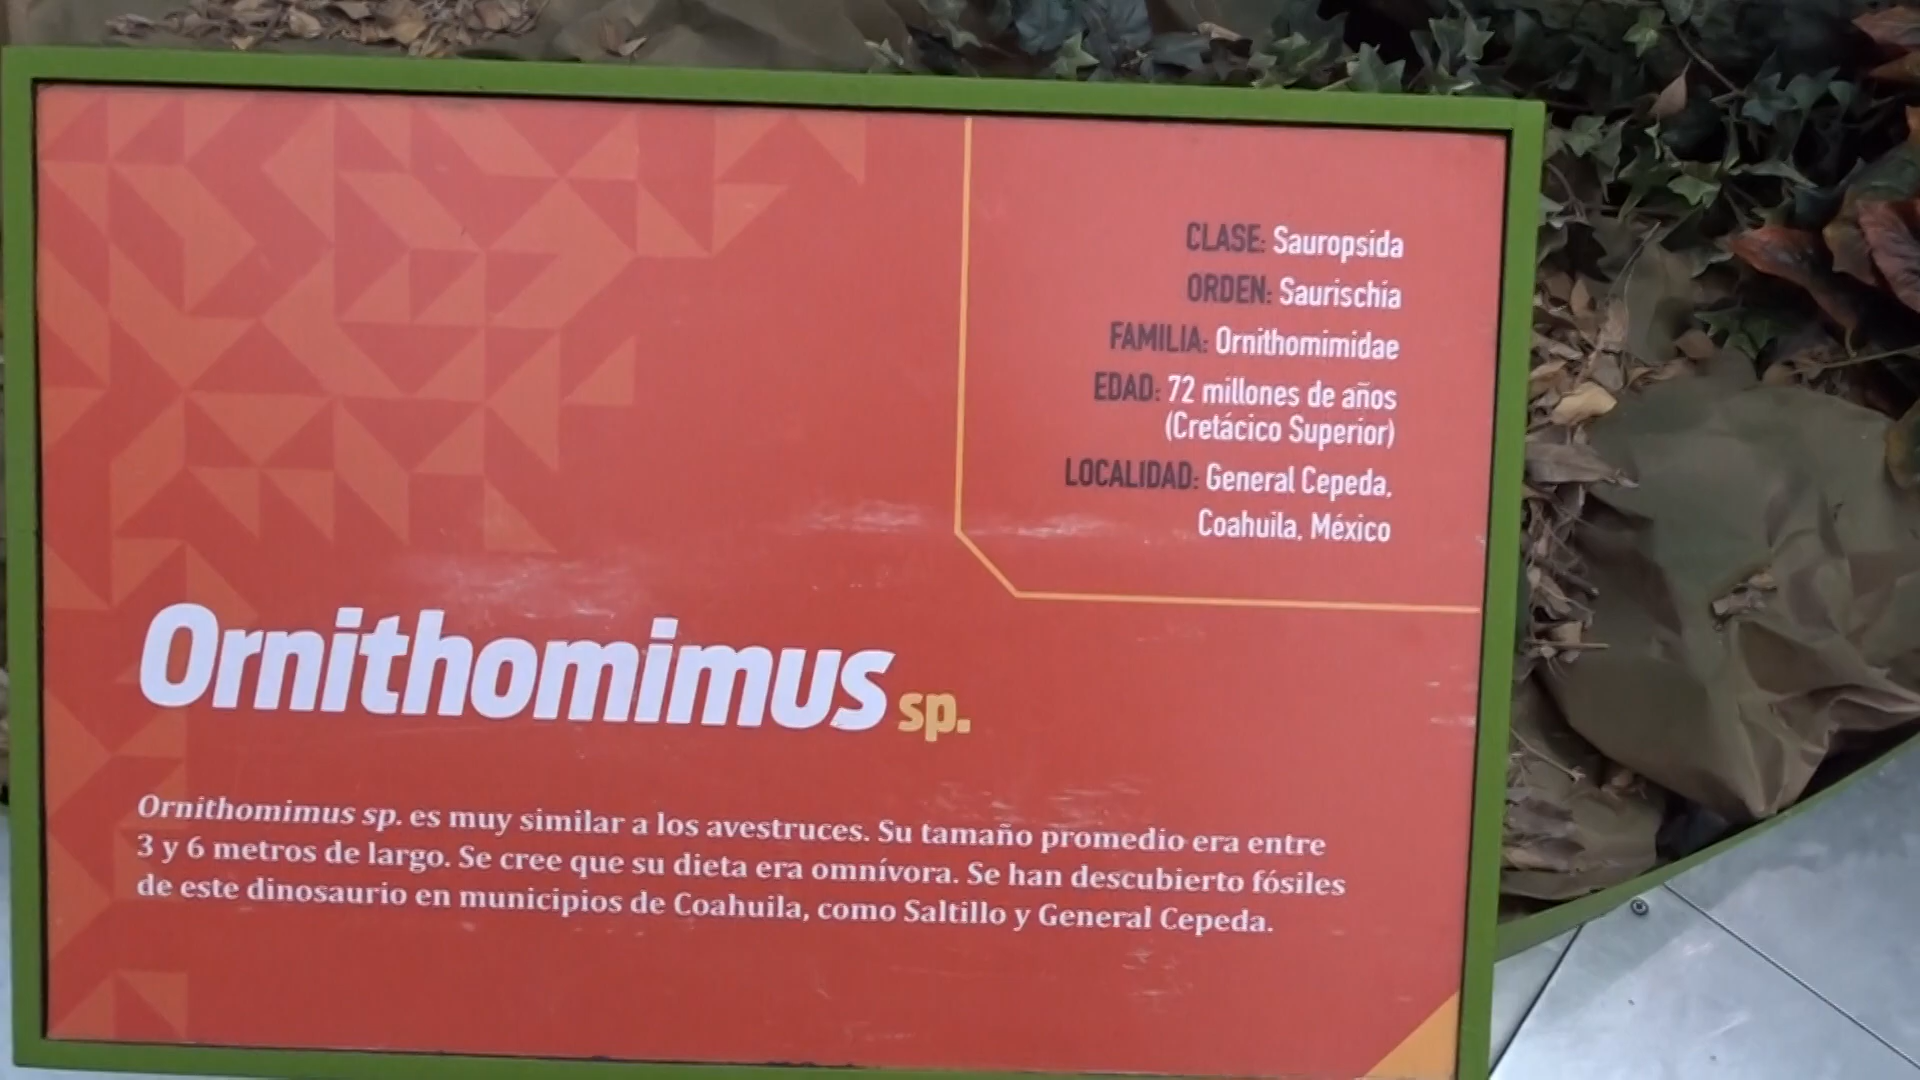 CLASE: Sauropsida
ORDEN: Saurischia
FAMILIA: Ornithomimidae
EDAD: 72 millones de años
(Cretácico Superior)
LOCALIDAD: General Cepeda,
Coahuila, México
Ornithomimus sp.
Ornithomimus sp. es muy similar a los avestruces. Su tamaño promedio era entre
3 y 6 metros de largo. Se cree que su dieta era omnívora. Se han descubierto fósiles
de este dinosaurio en municipios de Coahuila, como Saltillo y General Cepeda.